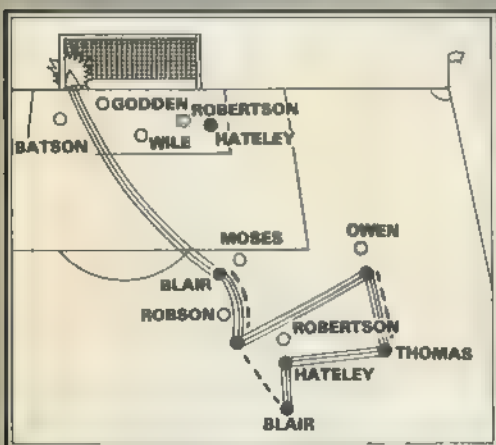 GODDEN
ROBERTSON
BATSON
WILE
HATELEY
MOSES
OWEN
BLAIR
ROBSON
ROBERTSON
THOMAS
HATELEY
BLAIR